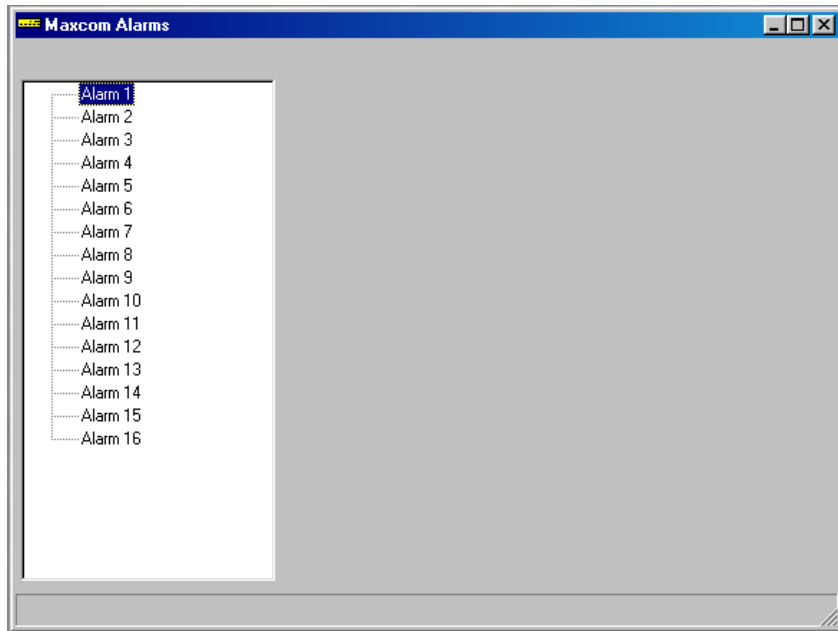 Maxcom Alarms
Alarm 1
Alarm 2
Alarm 3
Alarm 4
Alarm 5
Alarm 6
Alarm 7
Alarm 8
Alarm 9
Alarm 10
Alarm 11
Alarm 12
Alarm 13
Alarm 14
Alarm 15
Alarm 16